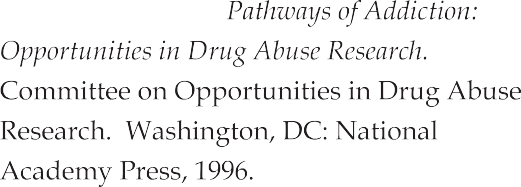 Pathways of Addiction:
Opportunities in Drug Abuse Research.
Committee on Opportunities in Drug Abuse
Research. Washington, DC: National
Academy Press, 1996.